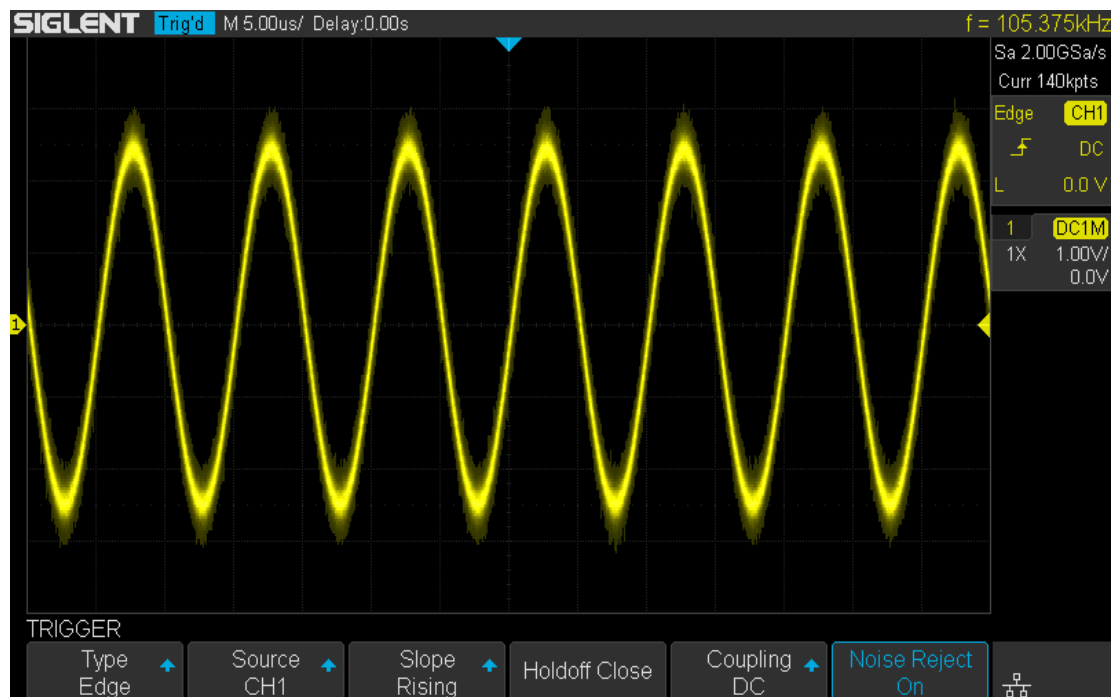 SIGLENT Trig'd M 5.00us/ Delay:0.00s f = 105.375kHz
Sa 2.00GSa/s
Curr 140kpts
Edge CH1
DC
L 0.0 V
1 DC1M
1X 1.00V/
0.0V
1
TRIGGER
Type
Edge
Source
CH1
Slope
Rising
Holdoff Close
Coupling
DC
Noise Reject
On